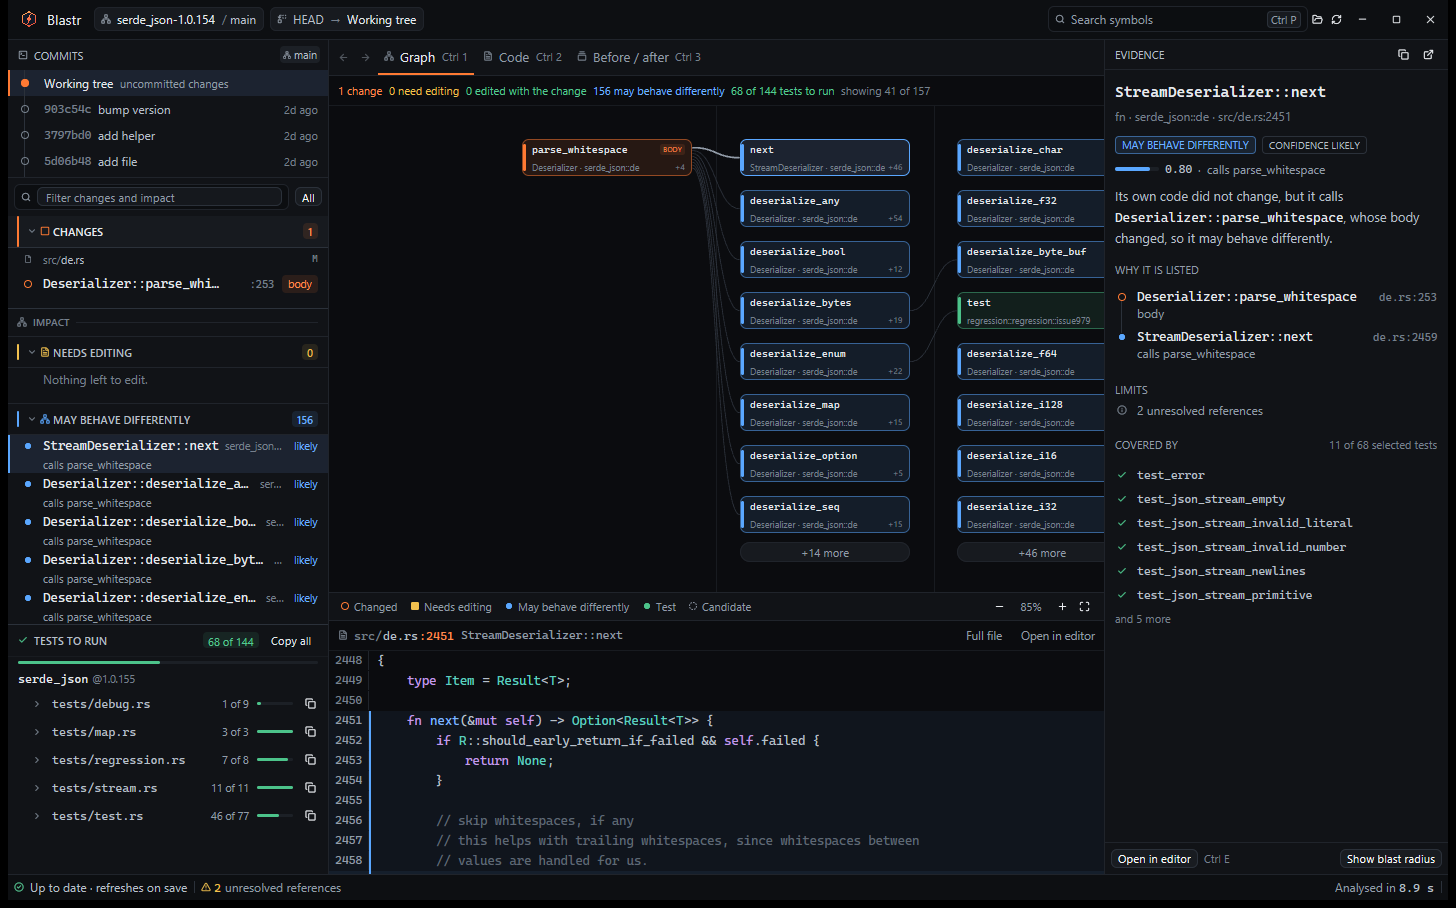 Blastr
serde_json-1.0.154 / main
HEAD → Working tree
Search symbols
Ctrl P
COMMITS
main
Working tree uncommitted changes
903c54c bump version 2d ago
3797bd0 add helper 2d ago
5d06b48 add file 2d ago
Filter changes and impact
All
CHANGES 1
src/de.rs M
Deserializer::parse_whi… :253 body
IMPACT
NEEDS EDITING 0
Nothing left to edit.
MAY BEHAVE DIFFERENTLY 156
StreamDeserializer::next serde_json… likely
calls parse_whitespace
Deserializer::deserialize_a… ser… likely
calls parse_whitespace
Deserializer::deserialize_bo… se… likely
calls parse_whitespace
Deserializer::deserialize_byt… … likely
calls parse_whitespace
Deserializer::deserialize_en… se… likely
calls parse_whitespace
TESTS TO RUN 68 of 144 Copy all
serde_json @1.0.155
tests/debug.rs 1 of 9
tests/map.rs 3 of 3
tests/regression.rs 7 of 8
tests/stream.rs 11 of 11
tests/test.rs 46 of 77
Graph Ctrl 1
Code Ctrl 2
Before / after Ctrl 3
1 change 0 need editing 0 edited with the change 156 may behave differently 68 of 144 tests to run showing 41 of 157
parse_whitespace BODY
Deserializer · serde_json::de +4
next
StreamDeserializer · serde_json::de +46
deserialize_any
Deserializer · serde_json::de +54
deserialize_bool
Deserializer · serde_json::de +12
deserialize_bytes
Deserializer · serde_json::de +19
deserialize_enum
Deserializer · serde_json::de +22
deserialize_map
Deserializer · serde_json::de +15
deserialize_option
Deserializer · serde_json::de +5
deserialize_seq
Deserializer · serde_json::de +15
+14 more
deserialize_char
Deserializer · serde_json::de
deserialize_f32
Deserializer · serde_json::de
deserialize_byte_buf
Deserializer · serde_json::de
test
regression::regression::issue979
deserialize_f64
Deserializer · serde_json::de
deserialize_i128
Deserializer · serde_json::de
deserialize_i16
Deserializer · serde_json::de
deserialize_i32
Deserializer · serde_json::de
+46 more
Changed
Needs editing
May behave differently
Test
Candidate
85%
src/de.rs:2451 StreamDeserializer::next
Full file
Open in editor
2448 {
2449 type Item = Result<T>;
2450
2451 fn next(&mut self) -> Option<Result<T>> {
2452 if R::should_early_return_if_failed && self.failed {
2453 return None;
2454 }
2455
2456 // skip whitespaces, if any
2457 // this helps with trailing whitespaces, since whitespaces between
2458 // values are handled for us.
EVIDENCE
StreamDeserializer::next
fn · serde_json::de · src/de.rs:2451
MAY BEHAVE DIFFERENTLY
CONFIDENCE LIKELY
0.80 · calls parse_whitespace
Its own code did not change, but it calls
Deserializer::parse_whitespace, whose body
changed, so it may behave differently.
WHY IT IS LISTED
Deserializer::parse_whitespace de.rs:253
body
StreamDeserializer::next de.rs:2459
calls parse_whitespace
LIMITS
2 unresolved references
COVERED BY 11 of 68 selected tests
test_error
test_json_stream_empty
test_json_stream_invalid_literal
test_json_stream_invalid_number
test_json_stream_newlines
test_json_stream_primitive
and 5 more
Open in editor Ctrl E
Show blast radius
Up to date · refreshes on save
2 unresolved references
Analysed in 8.9 s